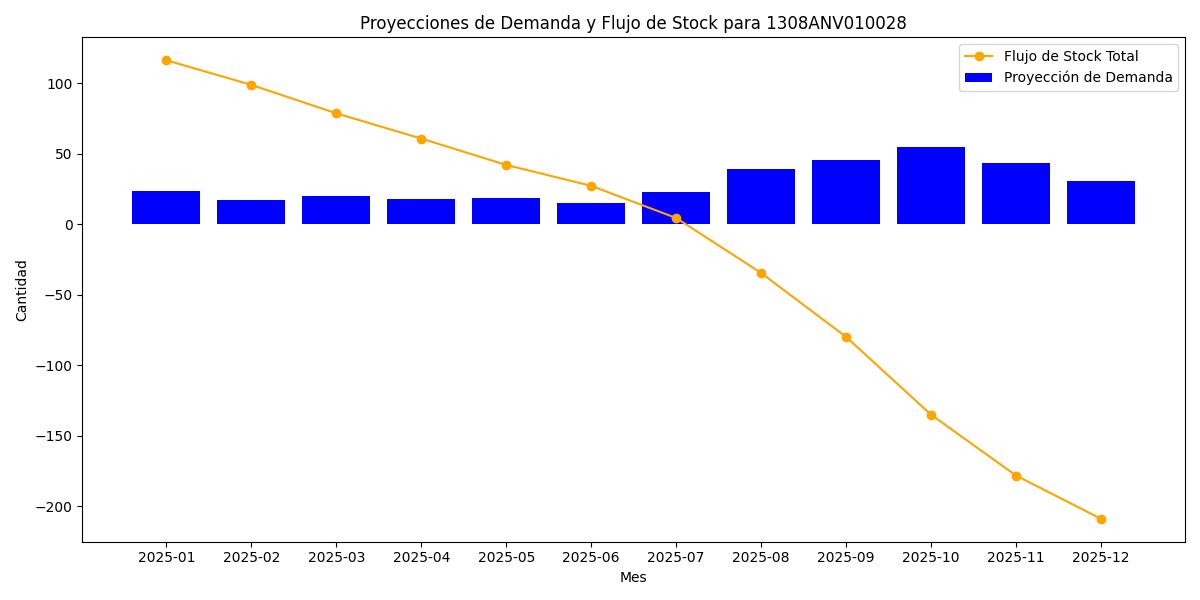 Proyecciones de Demanda y Flujo de Stock para 1308ANV010028
Flujo de Stock Total
Proyección de Demanda
100
50
0
−50
−100
−150
−200
Cantidad
2025-01 2025-02 2025-03 2025-04 2025-05 2025-06 2025-07 2025-08 2025-09 2025-10 2025-11 2025-12
Mes